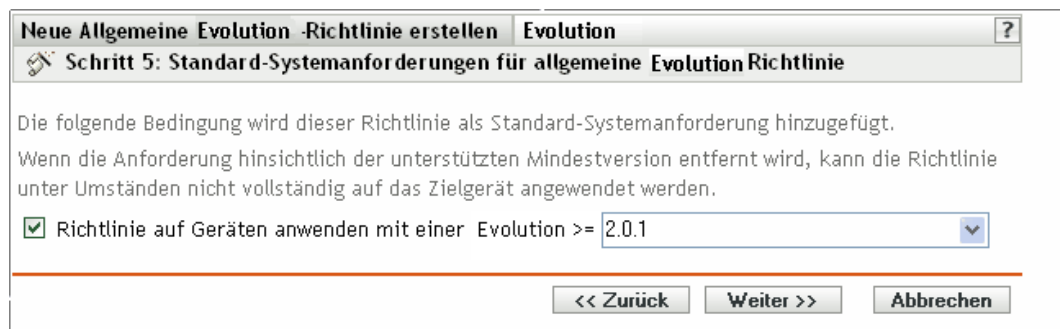 Neue Allgemeine Evolution -Richtlinie erstellen Evolution ?
Schritt 5: Standard-Systemanforderungen für allgemeine Evolution Richtlinie
Die folgende Bedingung wird dieser Richtlinie als Standard-Systemanforderung hinzugefügt.
Wenn die Anforderung hinsichtlich der unterstützten Mindestversion entfernt wird, kann die Richtlinie
unter Umständen nicht vollständig auf das Zielgerät angewendet werden.
Richtlinie auf Geräten anwenden mit einer Evolution >= 2.0.1
<< Zurück Weiter >> Abbrechen